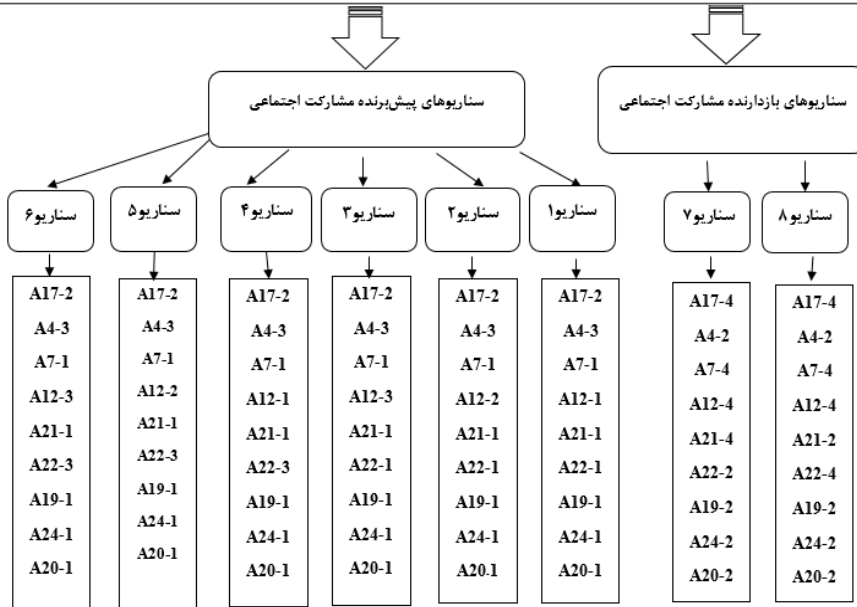 سناریوهای بازدارنده مشارکت اجتماعی
سناریوهای پیش‌برنده مشارکت اجتماعی
سناریو۸
سناریو۷
سناریو۱
سناریو۲
سناریو۳
سناریو۴
سناریو۵
سناریو۶
A17-4
A4-2
A7-4
A12-4
A21-2
A22-4
A19-2
A24-2
A20-2
A17-4
A4-2
A7-4
A12-4
A21-4
A22-2
A19-2
A24-2
A20-2
A17-2
A4-3
A7-1
A12-1
A21-1
A22-1
A19-1
A24-1
A20-1
A17-2
A4-3
A7-1
A12-2
A21-1
A22-1
A19-1
A24-1
A20-1
A17-2
A4-3
A7-1
A12-3
A21-1
A22-1
A19-1
A24-1
A20-1
A17-2
A4-3
A7-1
A12-1
A21-1
A22-3
A19-1
A24-1
A20-1
A17-2
A4-3
A7-1
A12-2
A21-1
A22-3
A19-1
A24-1
A20-1
A17-2
A4-3
A7-1
A12-3
A21-1
A22-3
A19-1
A24-1
A20-1